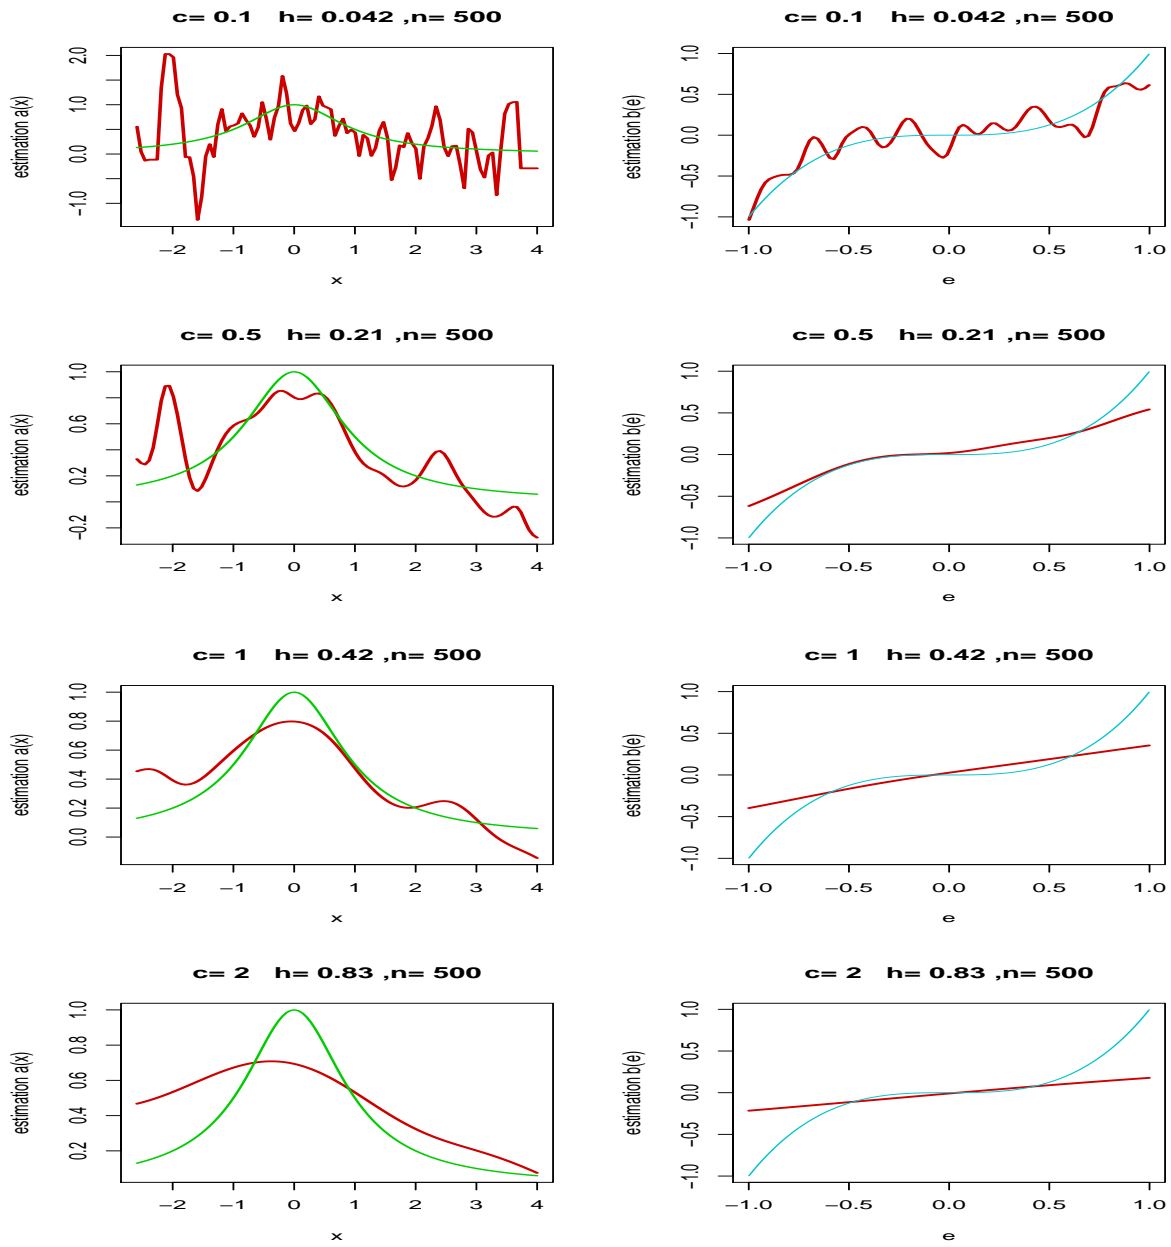 c= 0.1 h= 0.042 ,n= 500
estimation a(x)
2.0
1.0
0.0
−1.0
−2 −1 0 1 2 3 4
x
c= 0.1 h= 0.042 ,n= 500
estimation b(e)
1.0
0.5
0.0
−0.5
−1.0
−1.0 −0.5 0.0 0.5 1.0
e
c= 0.5 h= 0.21 ,n= 500
estimation a(x)
1.0
0.6
0.2
−0.2
−2 −1 0 1 2 3 4
x
c= 0.5 h= 0.21 ,n= 500
estimation b(e)
1.0
0.5
0.0
−0.5
−1.0
−1.0 −0.5 0.0 0.5 1.0
e
c= 1 h= 0.42 ,n= 500
estimation a(x)
1.0
0.8
0.6
0.4
0.2
0.0
−2 −1 0 1 2 3 4
x
c= 1 h= 0.42 ,n= 500
estimation b(e)
1.0
0.5
0.0
−0.5
−1.0
−1.0 −0.5 0.0 0.5 1.0
e
c= 2 h= 0.83 ,n= 500
estimation a(x)
1.0
0.8
0.6
0.4
0.2
−2 −1 0 1 2 3 4
x
c= 2 h= 0.83 ,n= 500
estimation b(e)
1.0
0.5
0.0
−0.5
−1.0
−1.0 −0.5 0.0 0.5 1.0
e